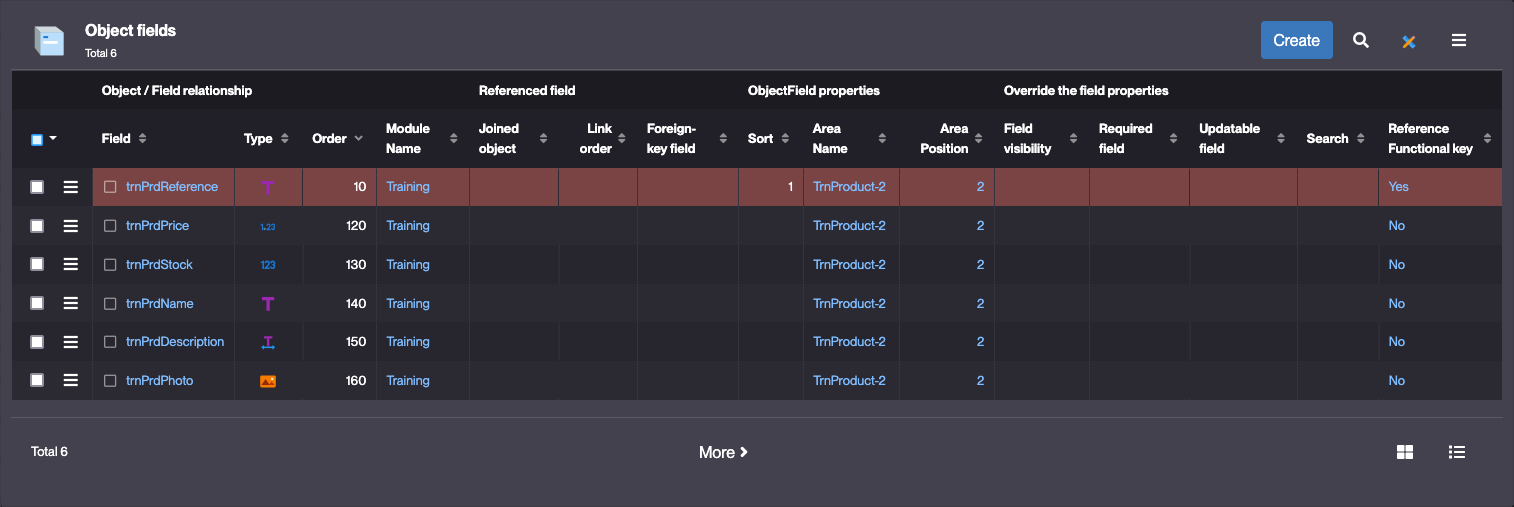 Object fields
Total 6
Create
Object / Field relationship Referenced field ObjectField properties Override the field properties
Field Type Order Module Name Joined object Link order Foreign-key field Sort Area Name Area Position Field visibility Required field Updatable field Search Reference Functional key
trnPrdReference T 10 Training 1 TrnProduct-2 2 Yes
trnPrdPrice 1.23 120 Training TrnProduct-2 2 No
trnPrdStock 123 130 Training TrnProduct-2 2 No
trnPrdName T 140 Training TrnProduct-2 2 No
trnPrdDescription T 150 Training TrnProduct-2 2 No
trnPrdPhoto 160 Training TrnProduct-2 2 No
Total 6 More